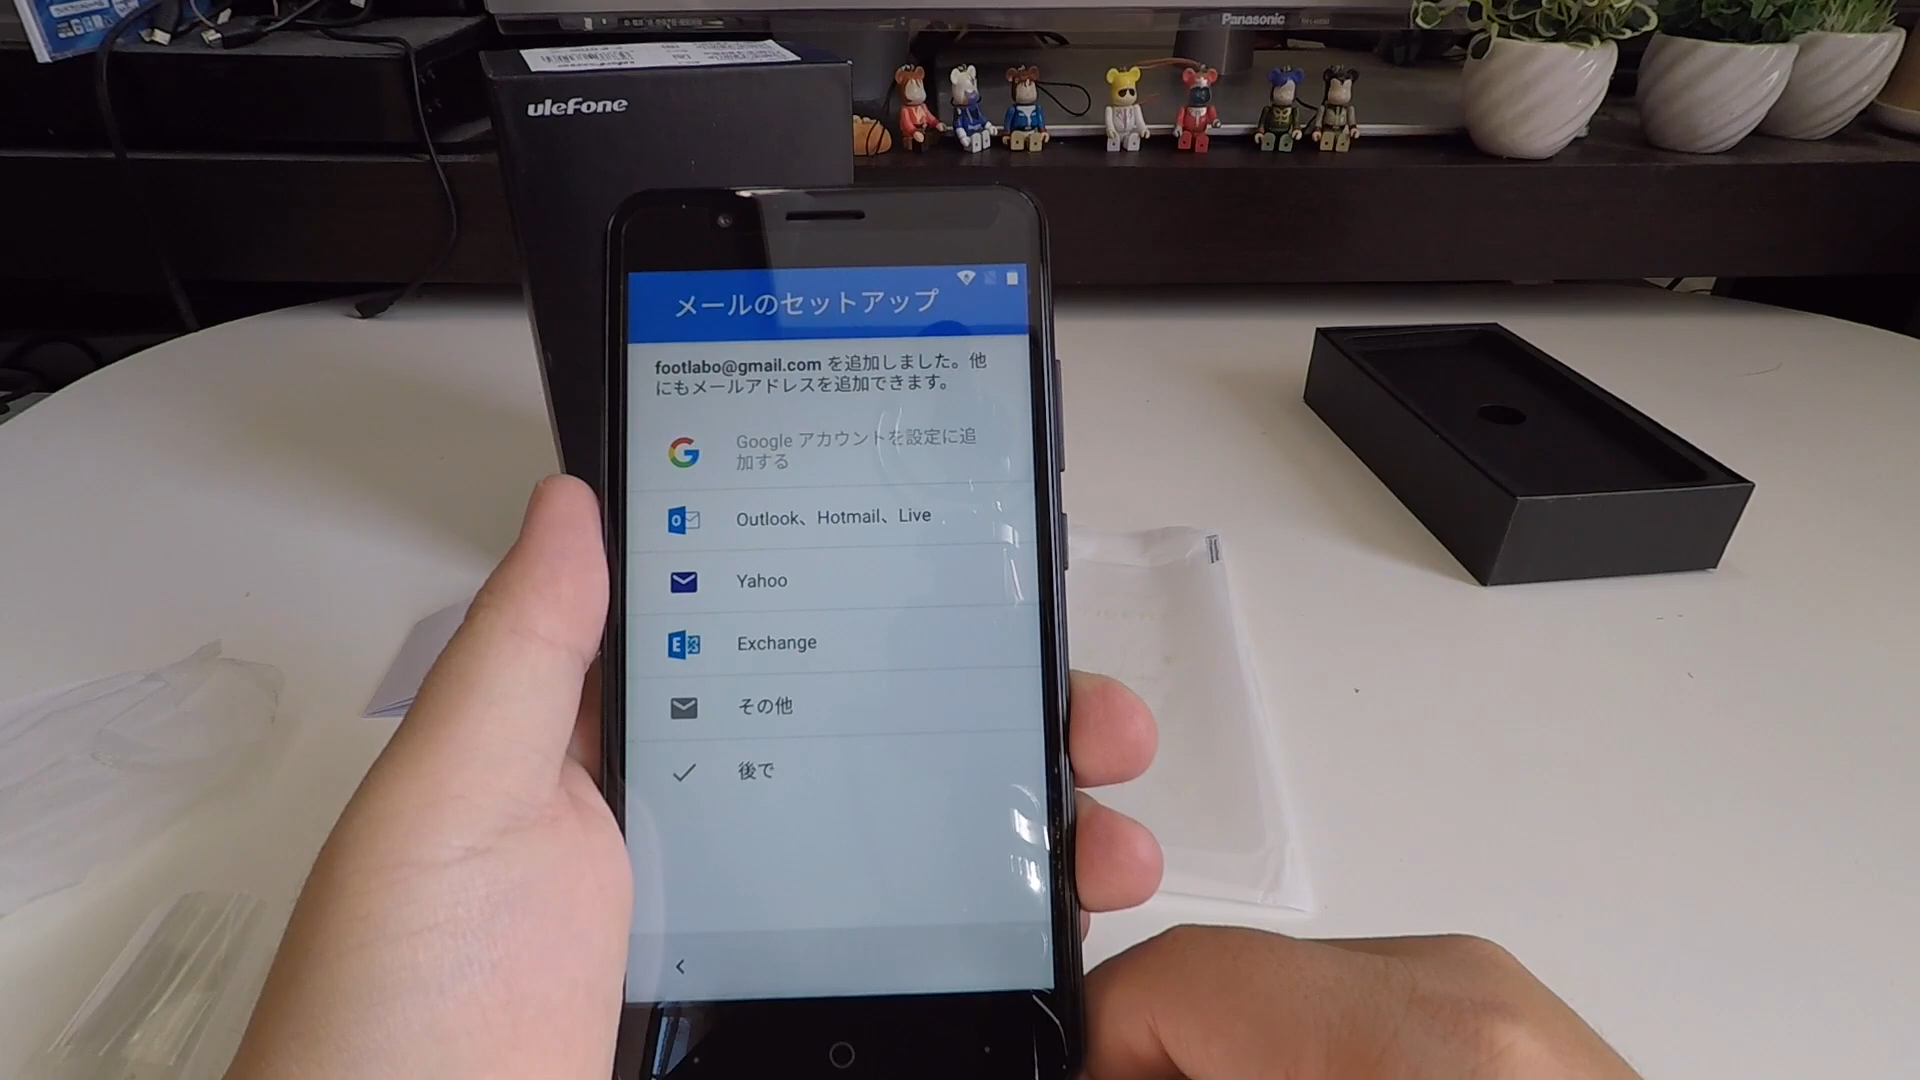 Panasonic
uleFone
メールのセットアップ
footlabo@gmail.com を追加しました。他
にもメールアドレスを追加できます。
Google アカウントを設定に追
加する
Outlook、Hotmail、Live
Yahoo
Exchange
その他
後で